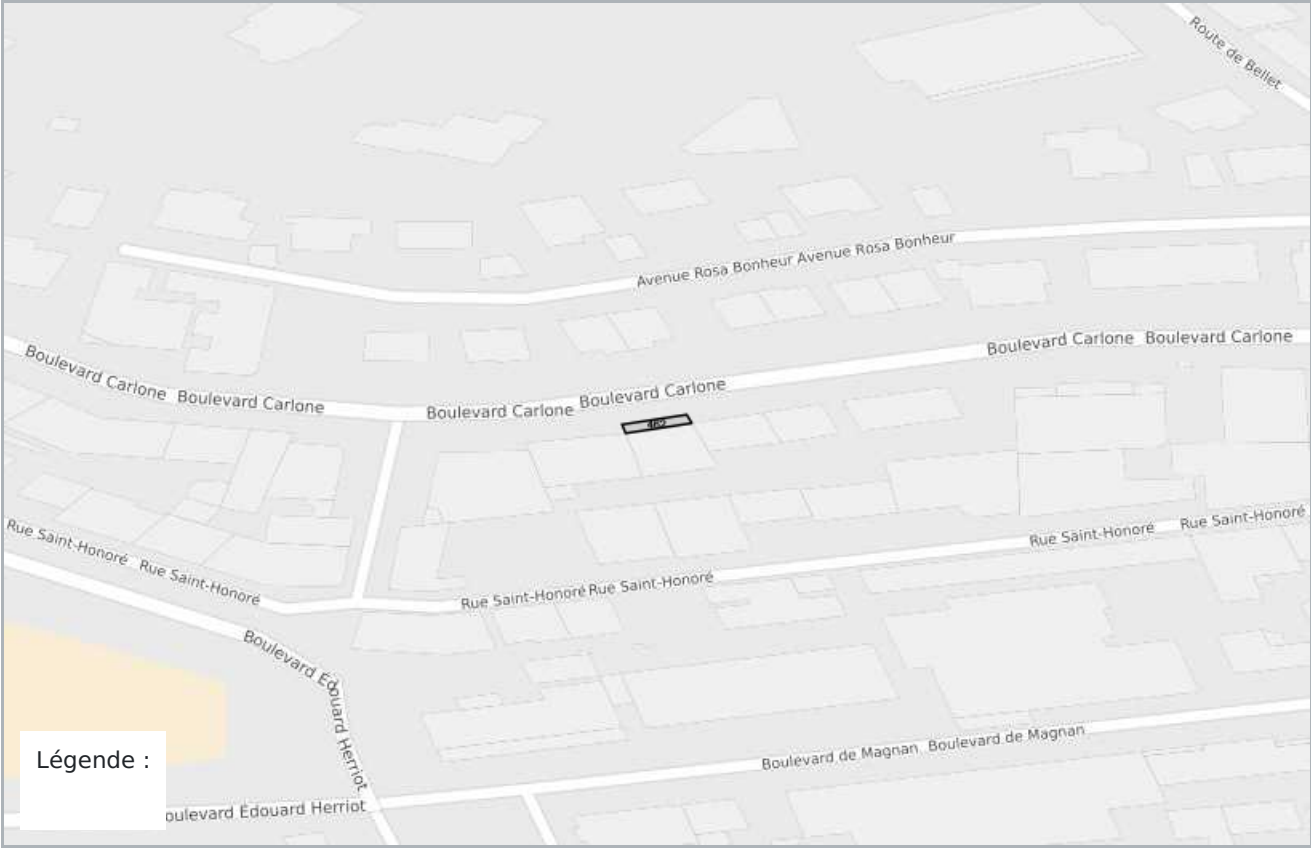 Route de Bellet
Avenue Rosa Bonheur Avenue Rosa Bonheur
Boulevard Carlone Boulevard Carlone
Boulevard Carlone Boulevard Carlone
Boulevard Carlone Boulevard Carlone
Rue Saint-Honoré Rue Saint-Honoré
Rue Saint-Honoré Rue Saint-Honoré
Rue Saint-Honoré Rue Saint-Honoré
Boulevard Édouard Herriot
Boulevard de Magnan Boulevard de Magnan
Légende :
oulevard Édouard Herriot